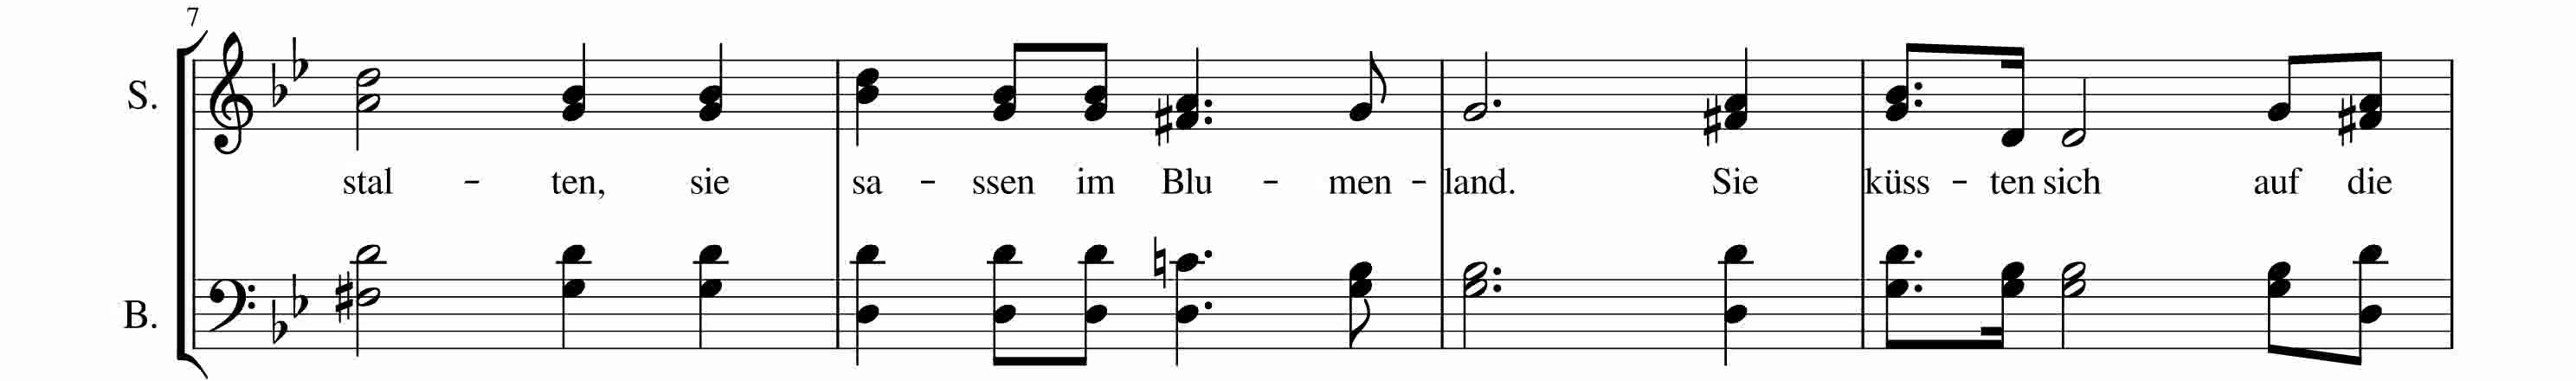 7
S.
stal - ten, sie sa - ssen im Blu - men - land. Sie küss - ten sich auf die
B.